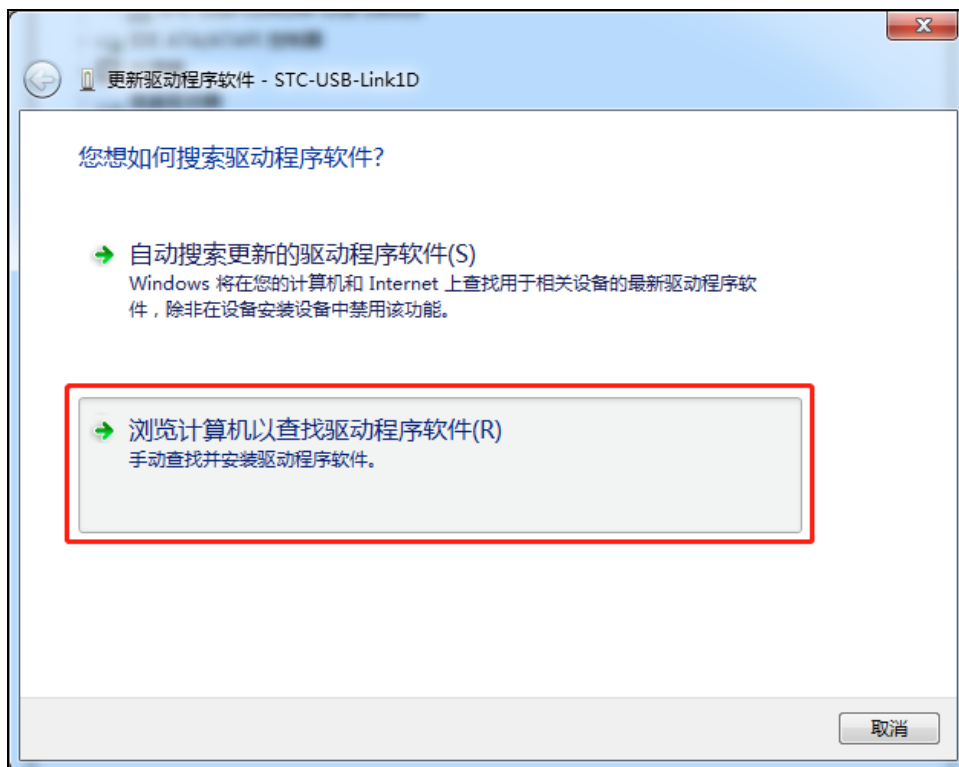 更新驱动程序软件 - STC-USB-Link1D
您想如何搜索驱动程序软件?
自动搜索更新的驱动程序软件(S)
Windows 将在您的计算机和 Internet 上查找用于相关设备的最新驱动程序软
件，除非在设备安装设备中禁用该功能。
浏览计算机以查找驱动程序软件(R)
手动查找并安装驱动程序软件。
取消